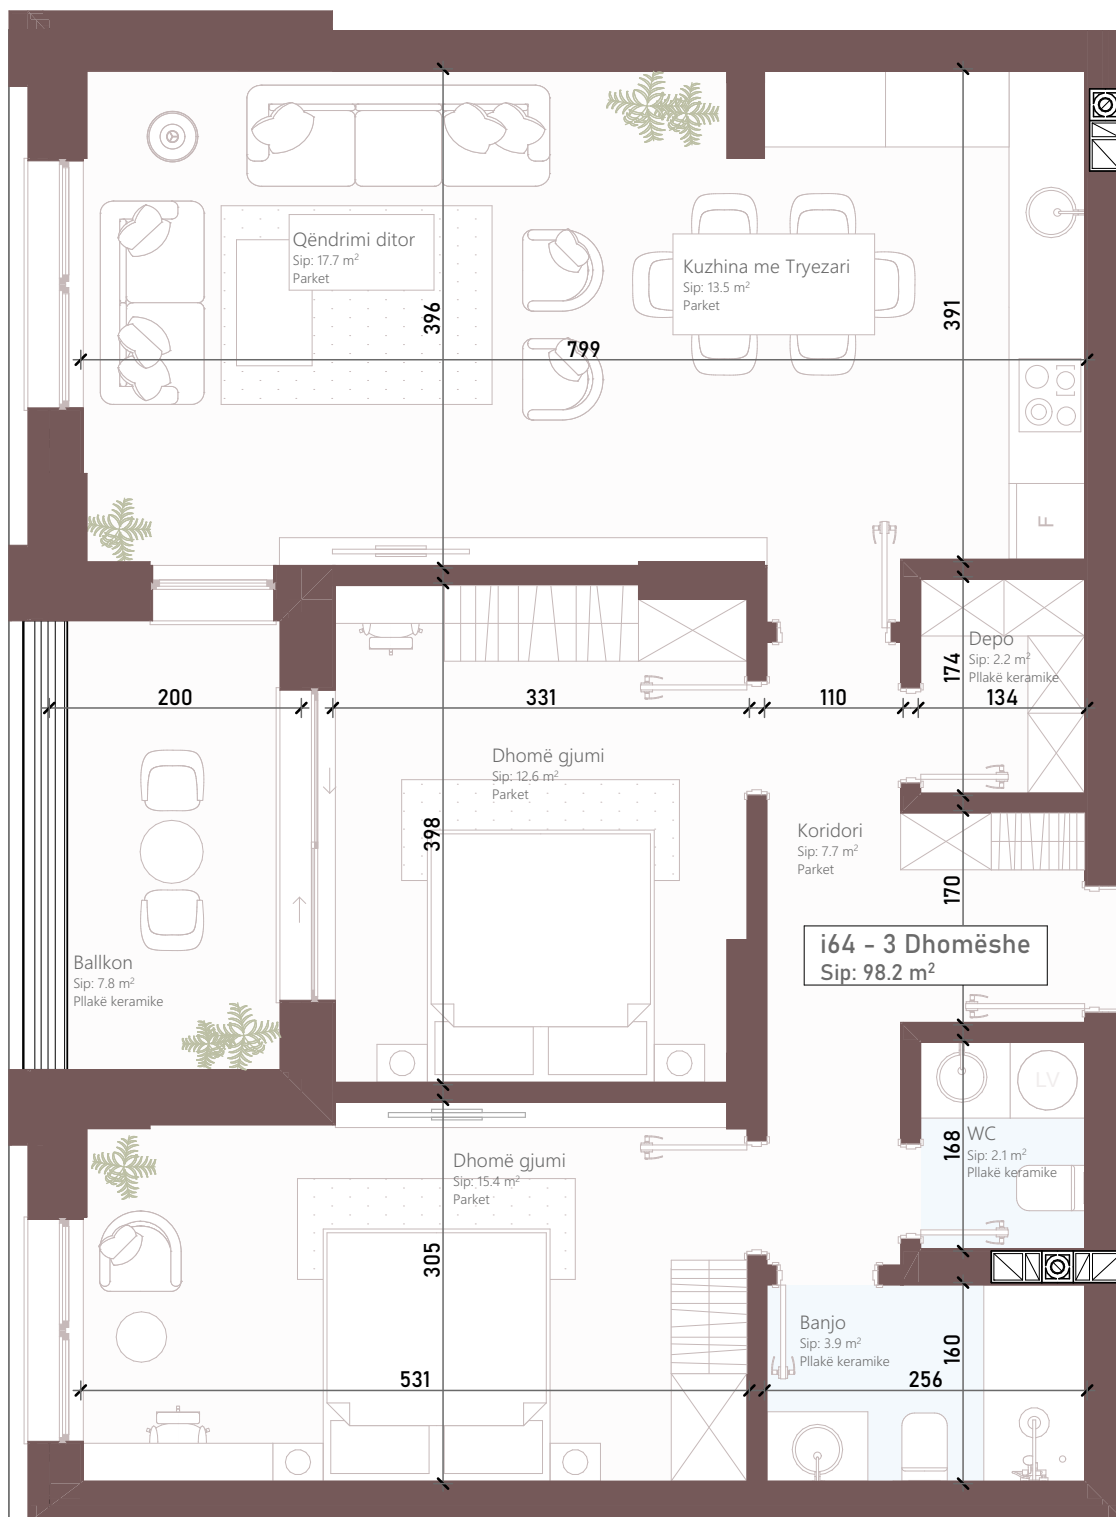 Qëndrimi ditor
Sip: 17.7 m²
Parket
Kuzhina me Tryezari
Sip: 13.5 m²
Parket
396
391
799
F
Depo
Sip: 2.2 m²
Pllakë keramike
174
200
331
110
134
Dhomë gjumi
Sip: 12.6 m²
Parket
398
Koridori
Sip: 7.7 m²
Parket
170
i64 - 3 Dhomëshe
Sip: 98.2 m²
Ballkon
Sip: 7.8 m²
Pllakë keramike
LV
WC
Sip: 2.1 m²
Pllakë keramike
168
Dhomë gjumi
Sip: 15.4 m²
Parket
305
Banjo
Sip: 3.9 m²
Pllakë keramike
160
531
256